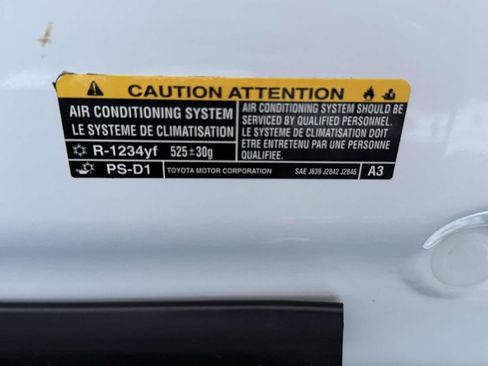 CAUTION ATTENTION
AIR CONDITIONING SYSTEM
LE SYSTEME DE CLIMATISATION
R-1234yf 525±30g
PS-D1
AIR CONDITIONING SYSTEM SHOULD BE
SERVICED BY QUALIFIED PERSONNEL.
LE SYSTEME DE CLIMATISATION DOIT
ETRE ENTRETENU PAR UNE PERSONNE
QUALIFIEE.
TOYOTA MOTOR CORPORATION SAE J639 J2842 J2845 A3